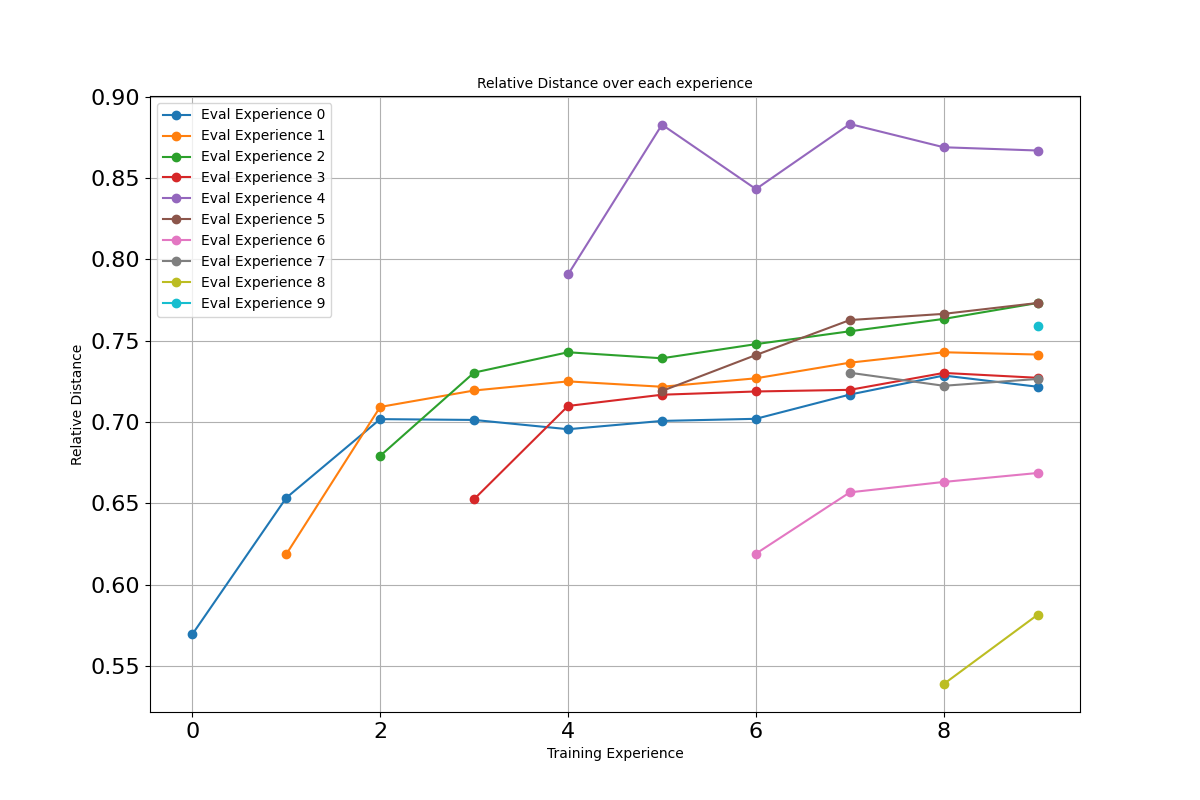 Relative Distance over each experience
0.90
0.85
0.80
0.75
0.70
0.65
0.60
0.55
Relative Distance
Eval Experience 0
Eval Experience 1
Eval Experience 2
Eval Experience 3
Eval Experience 4
Eval Experience 5
Eval Experience 6
Eval Experience 7
Eval Experience 8
Eval Experience 9
0 2 4 6 8
Training Experience